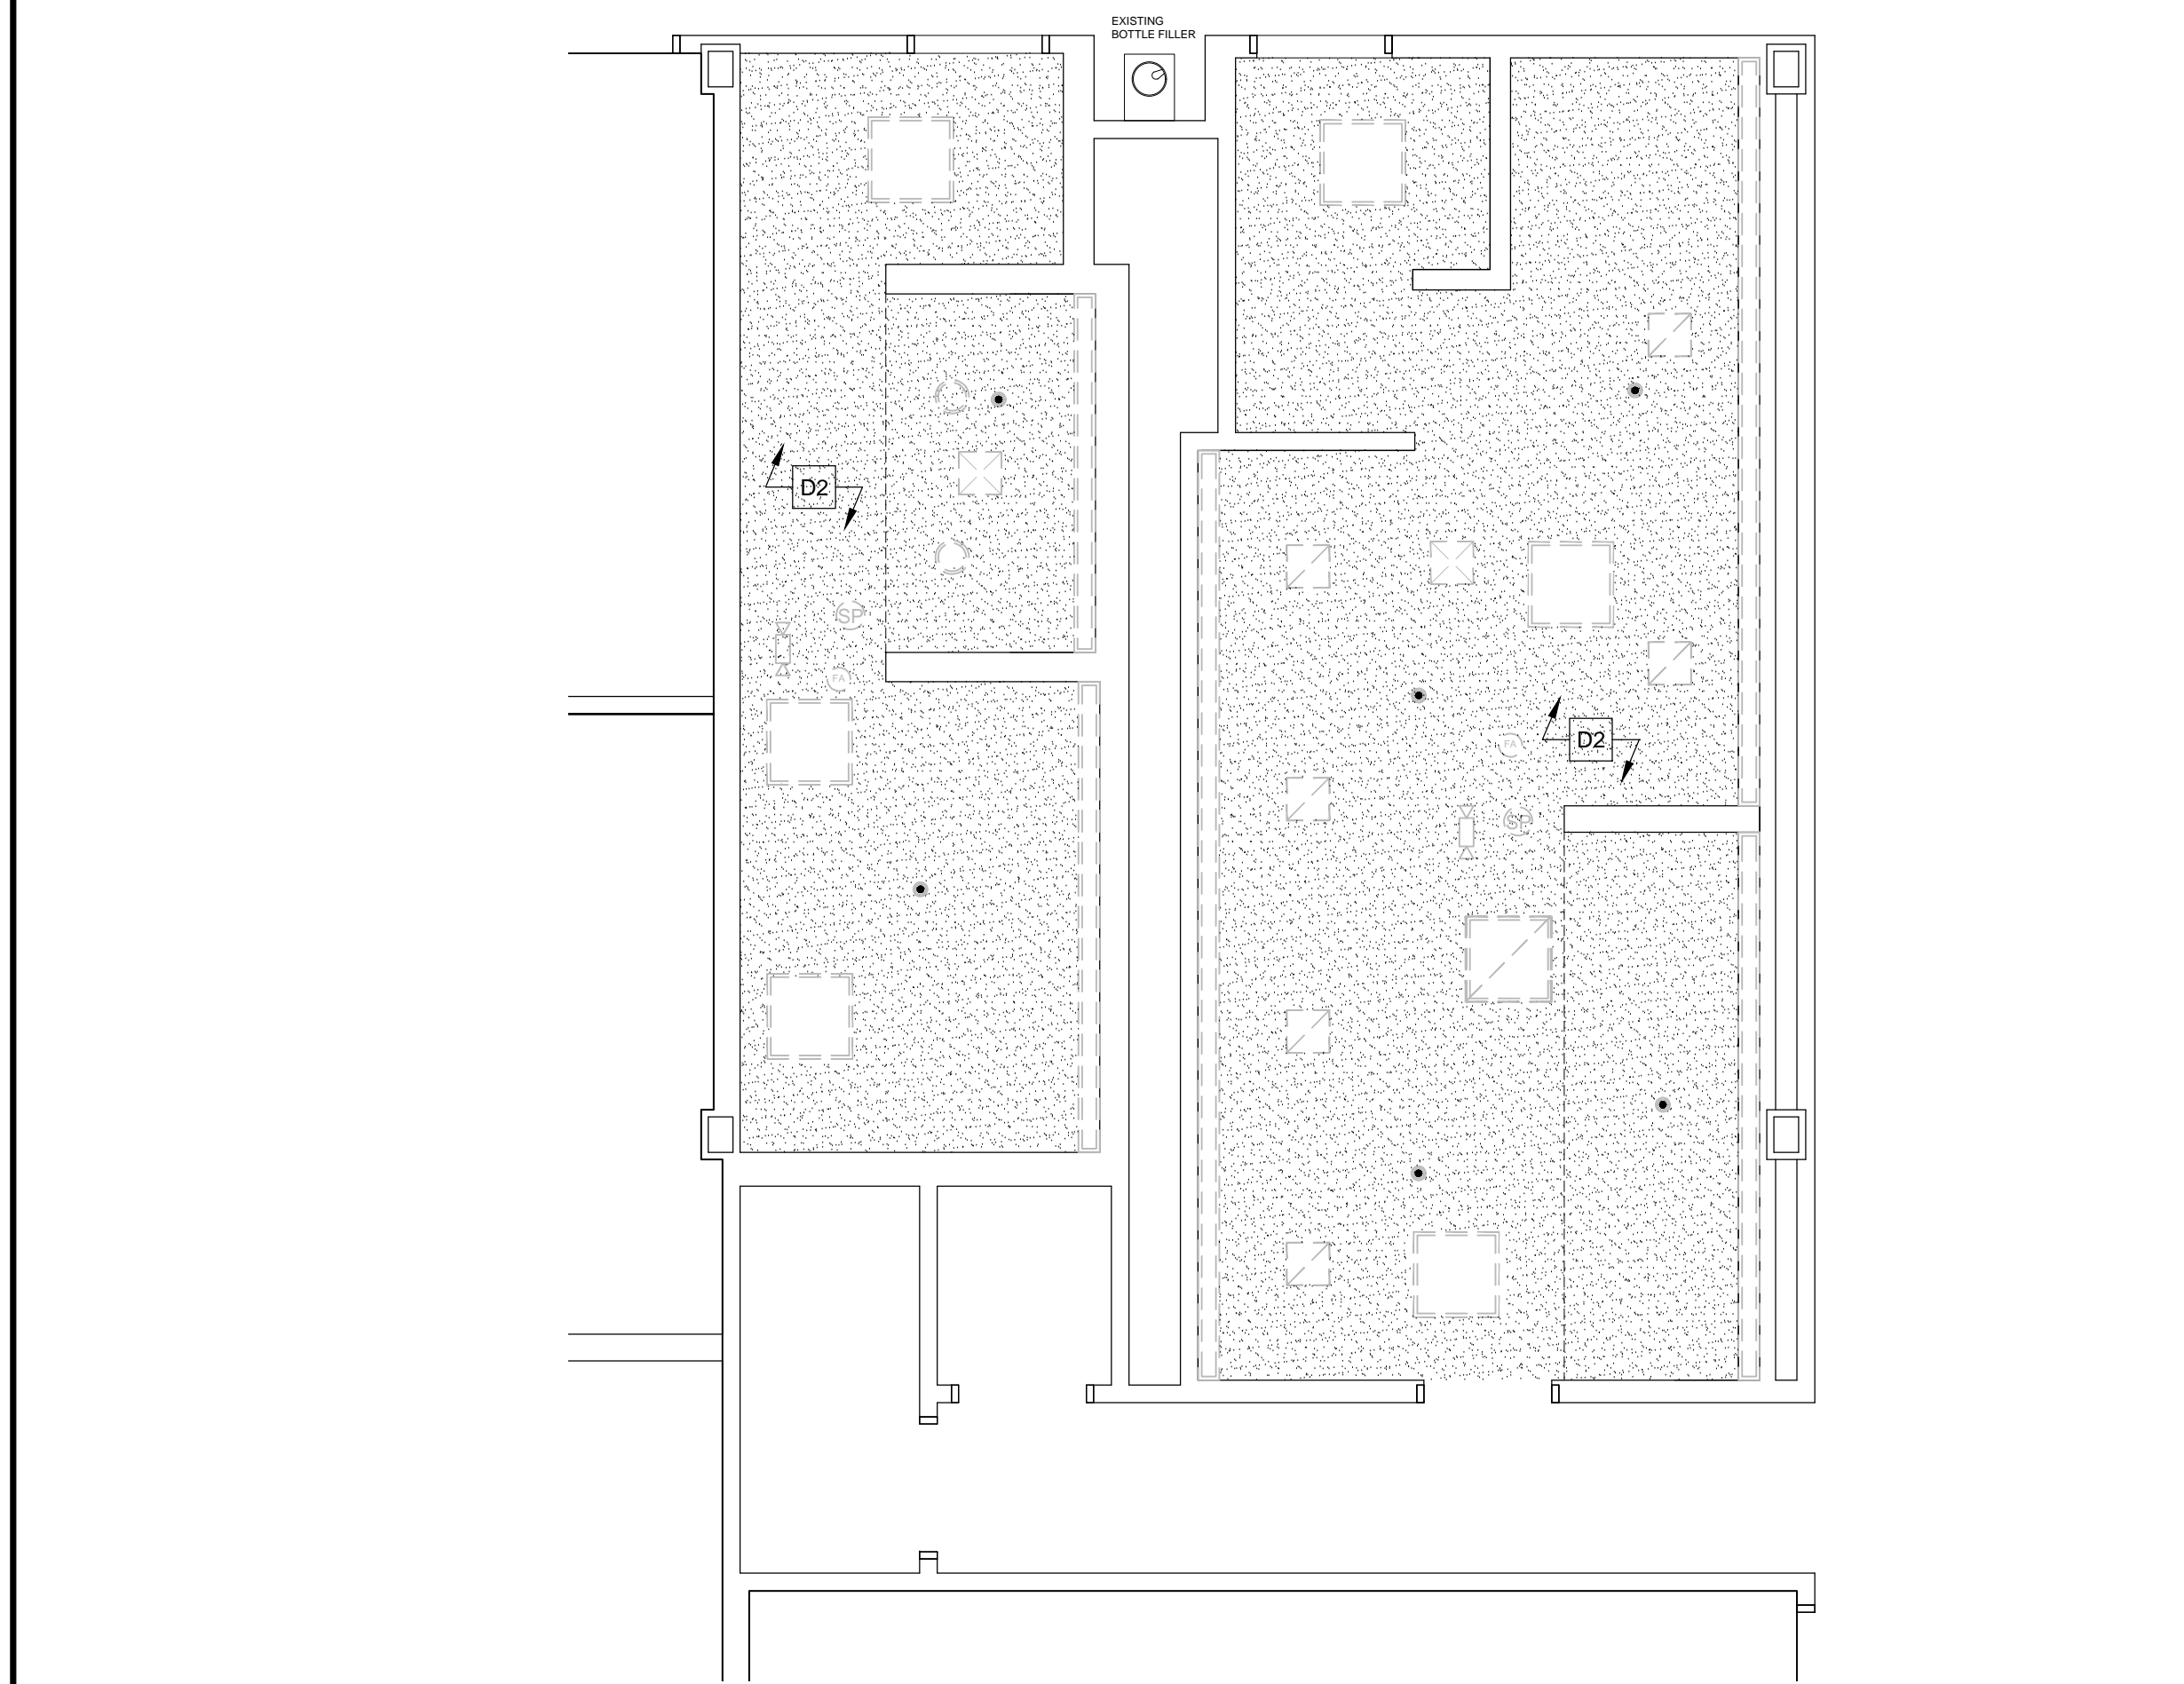 EXISTING
BOTTLE FILLER
D2
SP
FA
D2
FA
SP